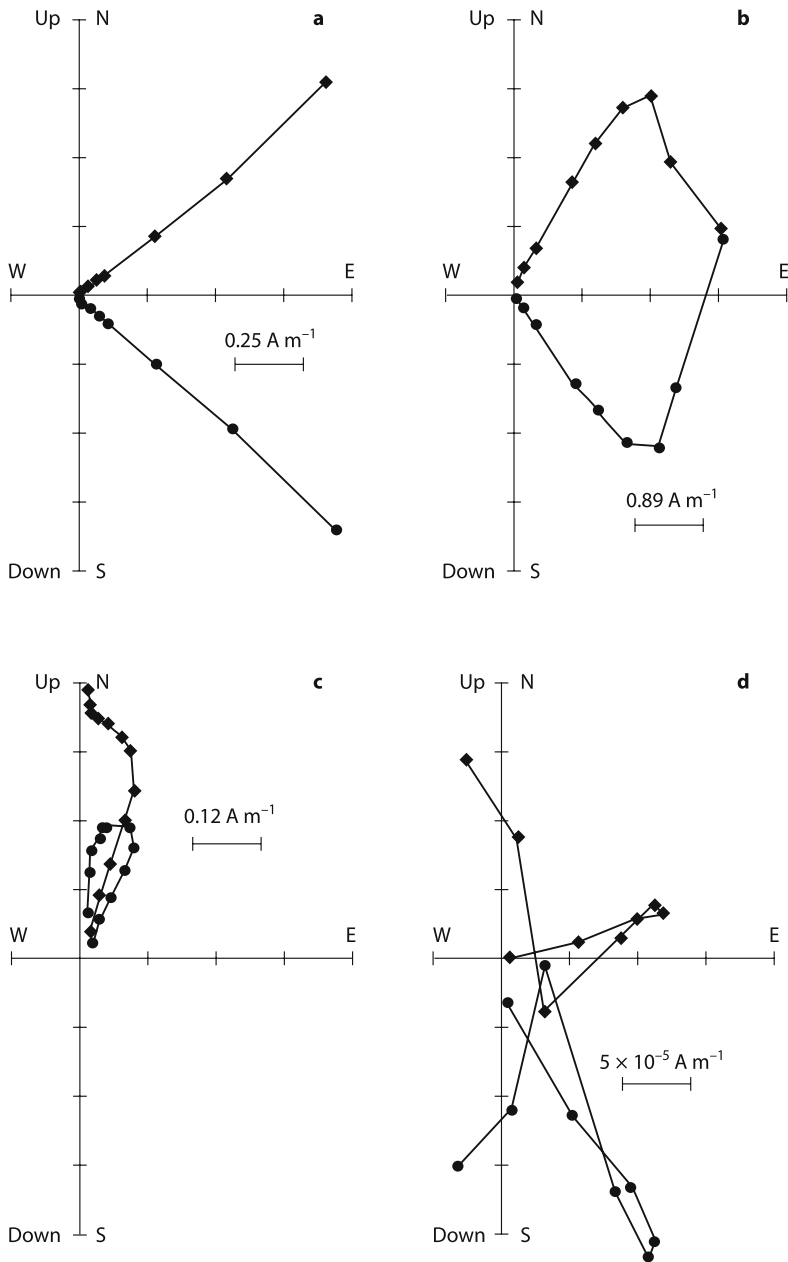 Up N a
W E
0.25 A m⁻¹
Down S
Up N b
W E
0.89 A m⁻¹
Down S
Up N c
0.12 A m⁻¹
W E
Down S
Up N d
W E
5 × 10⁻⁵ A m⁻¹
Down S